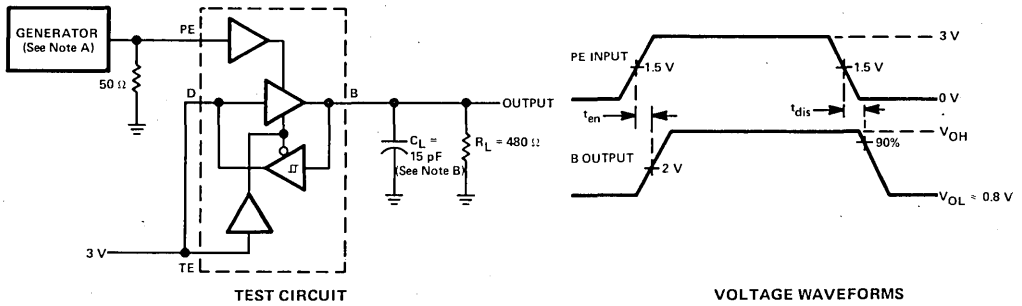 GENERATOR
(See Note A)
PE
50 Ω
D
B
OUTPUT
C_L =
15 pF
(See Note B)
R_L = 480 Ω
3 V
TE
TEST CIRCUIT
PE INPUT
1.5 V
1.5 V
3 V
0 V
t_en
t_dis
V_OH
90%
B OUTPUT
2 V
V_OL ≈ 0.8 V
VOLTAGE WAVEFORMS